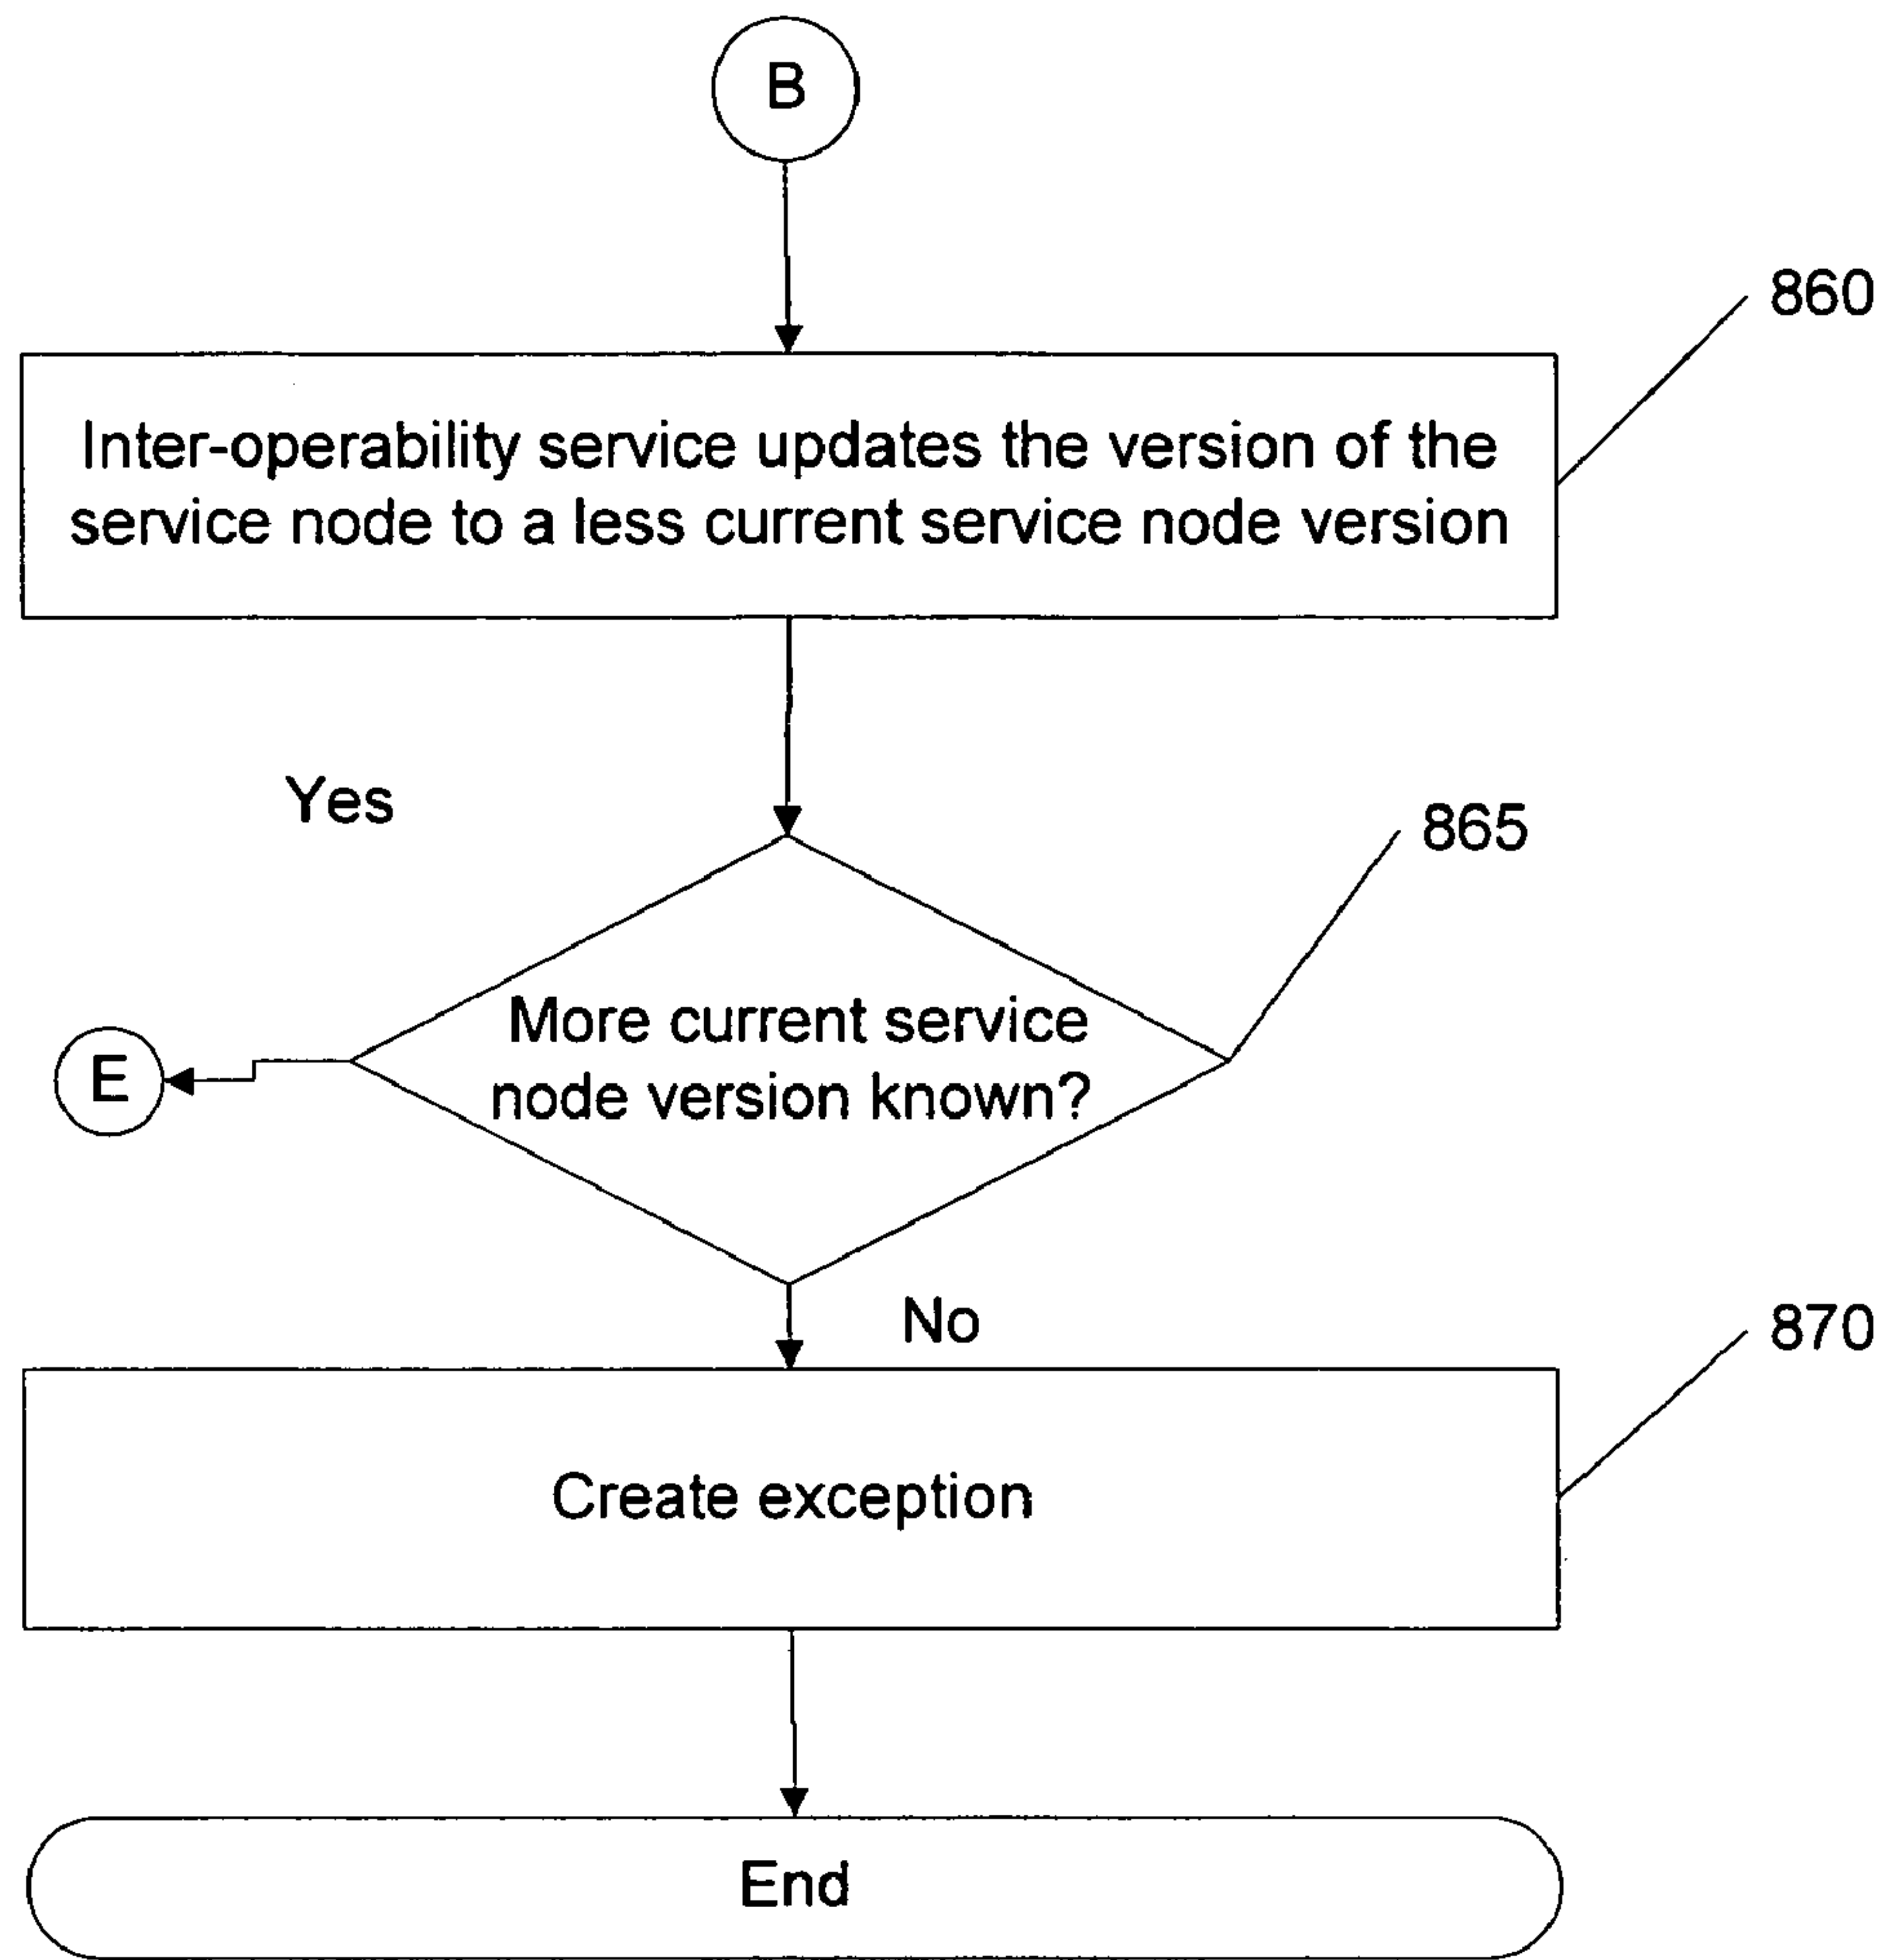 B
860
Inter-operability service updates the version of the
service node to a less current service node version
Yes
865
More current service
node version known?
E
No
870
Create exception
End